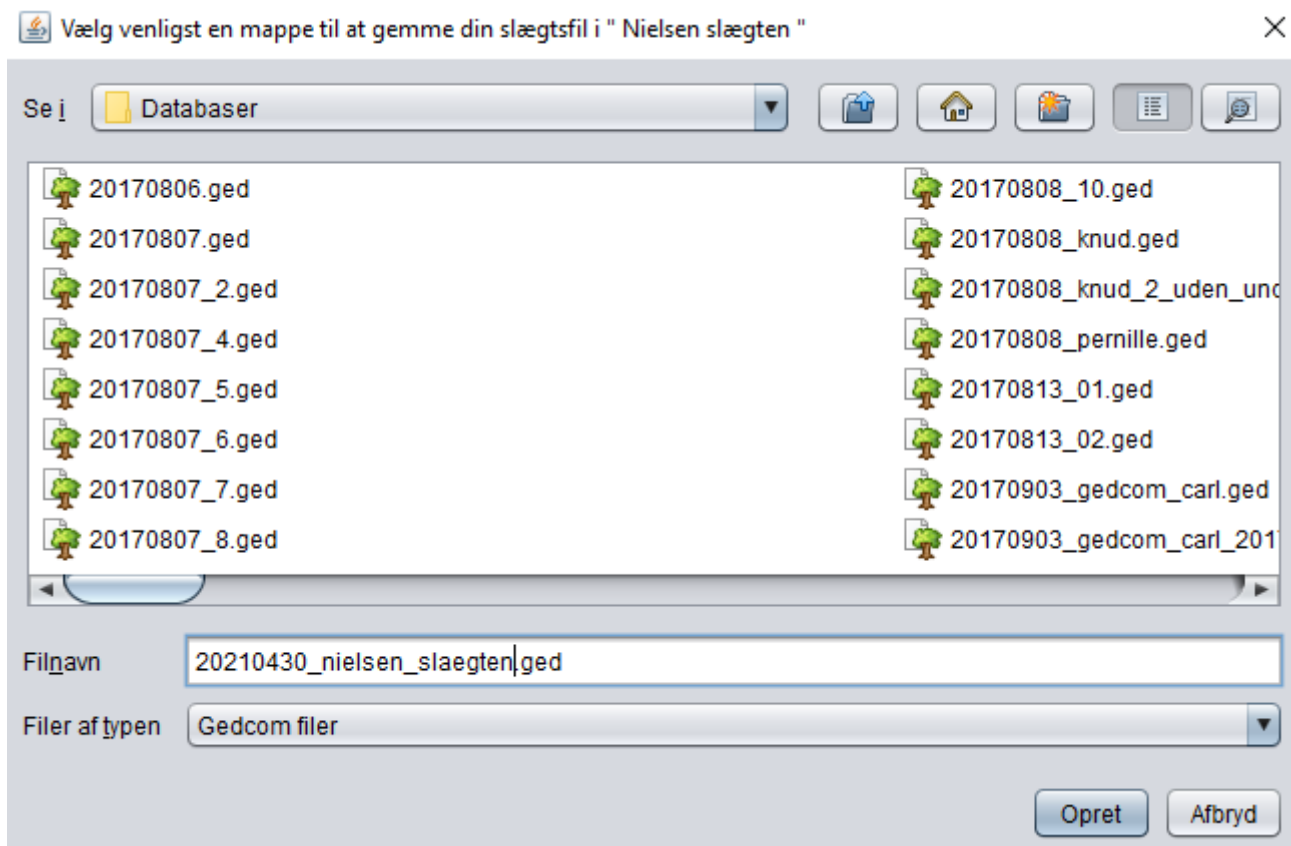 Vælg venligst en mappe til at gemme din slægtsfil i " Nielsen slægten "
Se i Databaser
20170806.ged
20170807.ged
20170807_2.ged
20170807_4.ged
20170807_5.ged
20170807_6.ged
20170807_7.ged
20170807_8.ged
20170808_10.ged
20170808_knud.ged
20170808_knud_2_uden_und
20170808_pernille.ged
20170813_01.ged
20170813_02.ged
20170903_gedcom_carl.ged
20170903_gedcom_carl_201
Filnavn 20210430_nielsen_slaegten.ged
Filer af typen Gedcom filer
Opret Afbryd